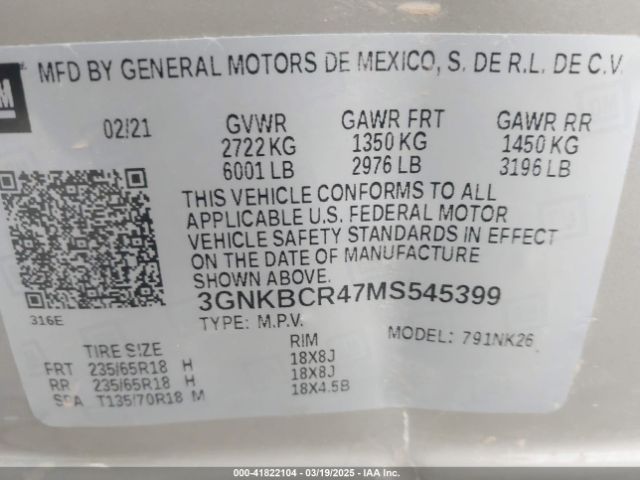 MFD BY GENERAL MOTORS DE MEXICO, S. DE R.L. DE C.V.
02/21
GVWR GAWR FRT GAWR RR
2722 KG 1350 KG 1450 KG
6001 LB 2976 LB 3196 LB
THIS VEHICLE CONFORMS TO ALL
APPLICABLE U.S. FEDERAL MOTOR
VEHICLE SAFETY STANDARDS IN EFFECT
ON THE DATE OF MANUFACTURE
SHOWN ABOVE.
3GNKBCR47MS545399
316E
TYPE: M.P.V. MODEL: 791NK26
TIRE SIZE RIM
FRT 235/65R18 H 18X8J
RR 235/65R18 H 18X8J
SPA T135/70R18 M 18X4.5B
000-41822104 - 03/19/2025 - IAA Inc.